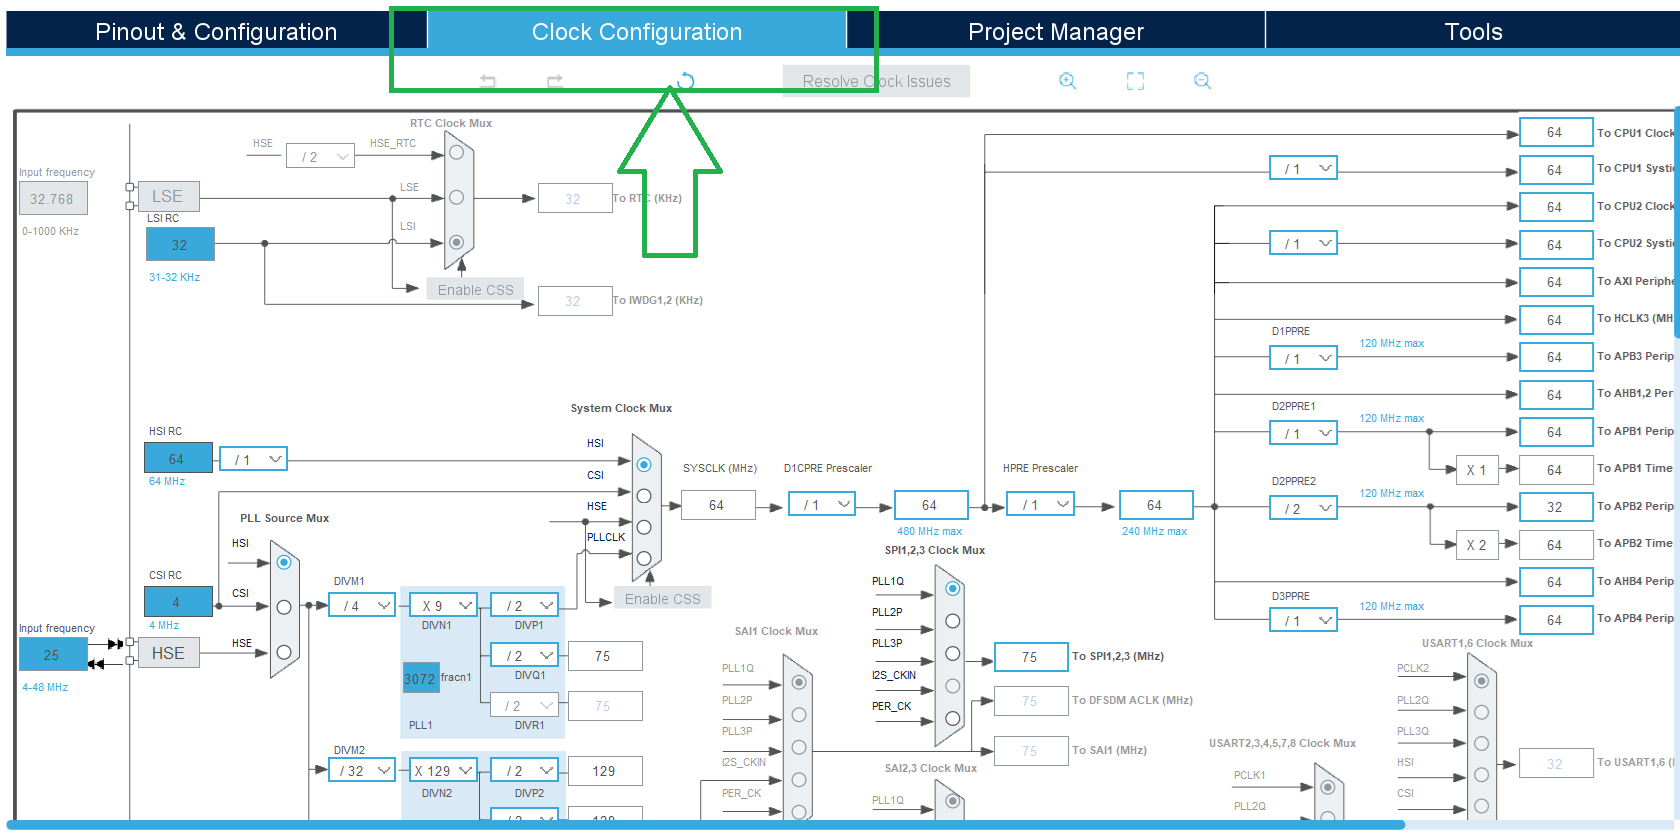 Pinout & Configuration
Clock Configuration
Project Manager
Tools
Resolve Clock Issues
RTC Clock Mux
HSE
/ 2
HSE_RTC
Input frequency
32.768
0-1000 KHz
LSE
LSE
32
To RTC (KHz)
LSI RC
32
31-32 KHz
LSI
Enable CSS
32
To IWDG1,2 (KHz)
64
To CPU1 Clock
/ 1
64
To CPU1 Systi
64
To CPU2 Clock
/ 1
64
To CPU2 Systi
64
To AXI Periphe
64
To HCLK3 (MH
D1PPRE
/ 1
120 MHz max
64
To APB3 Perip
64
To AHB1,2 Per
D2PPRE1
/ 1
120 MHz max
64
To APB1 Perip
X 1
64
To APB1 Time
D2PPRE2
/ 2
120 MHz max
32
To APB2 Perip
X 2
64
To APB2 Time
64
To AHB4 Perip
D3PPRE
/ 1
120 MHz max
64
To APB4 Perip
System Clock Mux
HSI RC
64
/ 1
64 MHz
HSI
CSI
HSE
PLLCLK
Enable CSS
SYSCLK (MHz)
64
D1CPRE Prescaler
/ 1
64
480 MHz max
HPRE Prescaler
/ 1
64
240 MHz max
PLL Source Mux
HSI
CSI RC
4
4 MHz
CSI
Input frequency
25
4-48 MHz
HSE
HSE
DIVM1
/ 4
X 9
DIVN1
/ 2
DIVP1
/ 2
75
DIVQ1
3072
fracn1
/ 2
75
DIVR1
PLL1
DIVM2
/ 32
X 129
DIVN2
/ 2
129
DIVP2
/ 2
129
SPI1,2,3 Clock Mux
PLL1Q
PLL2P
PLL3P
I2S_CKIN
PER_CK
75
To SPI1,2,3 (MHz)
75
To DFSDM ACLK (MHz)
75
To SAI1 (MHz)
SAI1 Clock Mux
PLL1Q
PLL2P
PLL3P
I2S_CKIN
PER_CK
SAI2,3 Clock Mux
PLL1Q
USART1,6 Clock Mux
PCLK2
PLL2Q
PLL3Q
HSI
CSI
32
To USART1,6 (
USART2,3,4,5,7,8 Clock Mux
PCLK1
PLL2Q